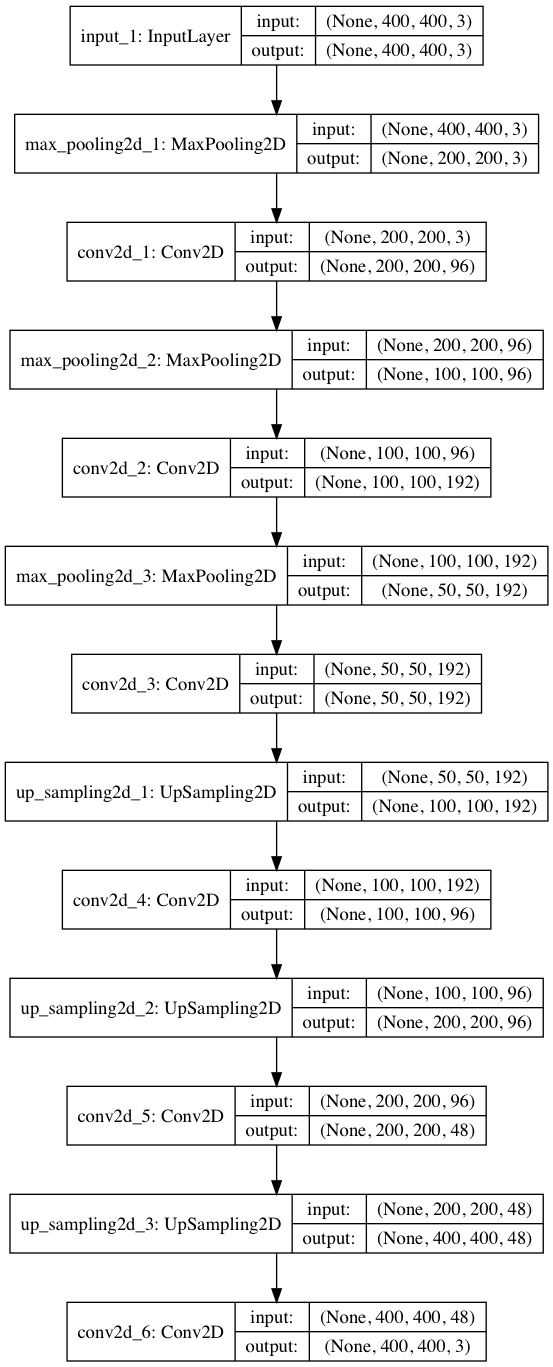 input_1: InputLayer
input: (None, 400, 400, 3)
output: (None, 400, 400, 3)
max_pooling2d_1: MaxPooling2D
input: (None, 400, 400, 3)
output: (None, 200, 200, 3)
conv2d_1: Conv2D
input: (None, 200, 200, 3)
output: (None, 200, 200, 96)
max_pooling2d_2: MaxPooling2D
input: (None, 200, 200, 96)
output: (None, 100, 100, 96)
conv2d_2: Conv2D
input: (None, 100, 100, 96)
output: (None, 100, 100, 192)
max_pooling2d_3: MaxPooling2D
input: (None, 100, 100, 192)
output: (None, 50, 50, 192)
conv2d_3: Conv2D
input: (None, 50, 50, 192)
output: (None, 50, 50, 192)
up_sampling2d_1: UpSampling2D
input: (None, 50, 50, 192)
output: (None, 100, 100, 192)
conv2d_4: Conv2D
input: (None, 100, 100, 192)
output: (None, 100, 100, 96)
up_sampling2d_2: UpSampling2D
input: (None, 100, 100, 96)
output: (None, 200, 200, 96)
conv2d_5: Conv2D
input: (None, 200, 200, 96)
output: (None, 200, 200, 48)
up_sampling2d_3: UpSampling2D
input: (None, 200, 200, 48)
output: (None, 400, 400, 48)
conv2d_6: Conv2D
input: (None, 400, 400, 48)
output: (None, 400, 400, 3)